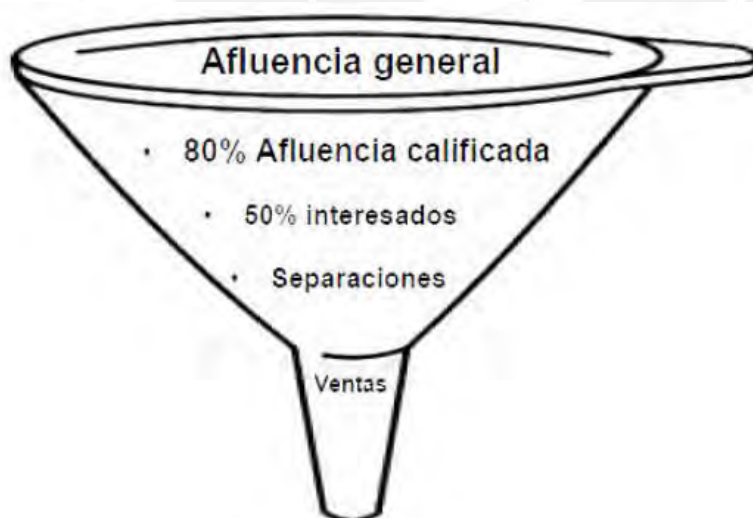 Afluencia general
· 80% Afluencia calificada
· 50% interesados
· Separaciones
Ventas